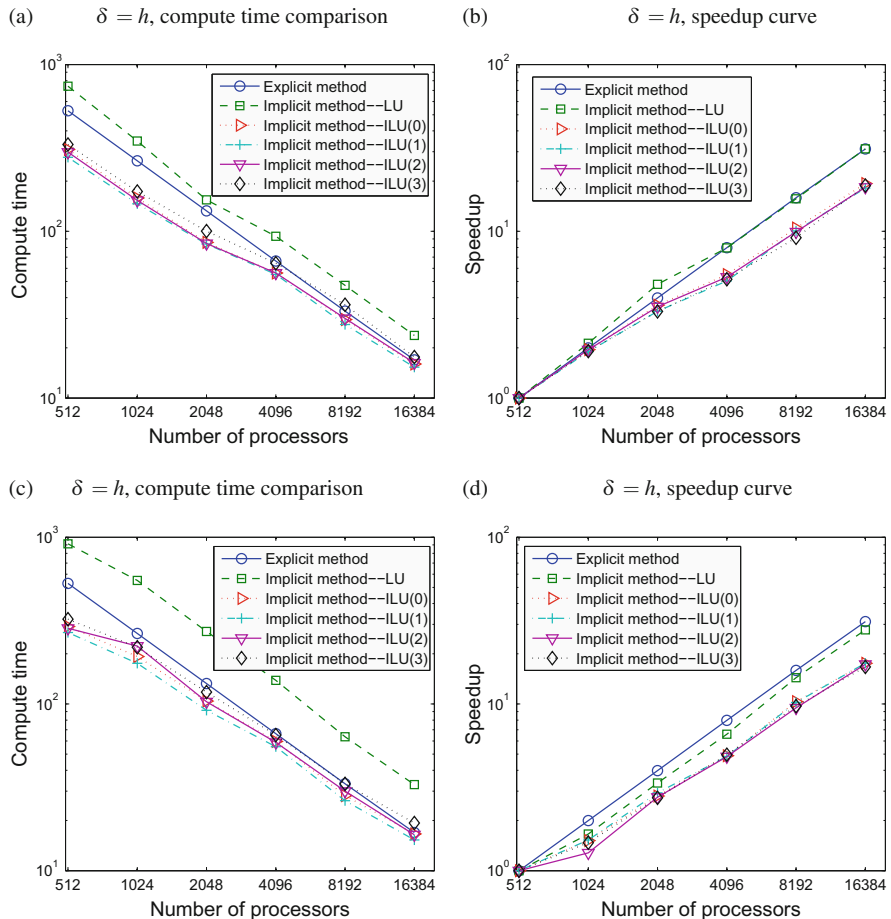 (a) δ = h, compute time comparison
10³
10²
10¹
Compute time
Explicit method
Implicit method−−LU
Implicit method−−ILU(0)
Implicit method−−ILU(1)
Implicit method−−ILU(2)
Implicit method−−ILU(3)
512 1024 2048 4096 8192 16384
Number of processors
(b) δ = h, speedup curve
10²
10¹
10⁰
Speedup
Explicit method
Implicit method−−LU
Implicit method−−ILU(0)
Implicit method−−ILU(1)
Implicit method−−ILU(2)
Implicit method−−ILU(3)
512 1024 2048 4096 8192 16384
Number of processors
(c) δ = h, compute time comparison
10³
10²
10¹
Compute time
Explicit method
Implicit method−−LU
Implicit method−−ILU(0)
Implicit method−−ILU(1)
Implicit method−−ILU(2)
Implicit method−−ILU(3)
512 1024 2048 4096 8192 16384
Number of processors
(d) δ = h, speedup curve
10²
10¹
10⁰
Speedup
Explicit method
Implicit method−−LU
Implicit method−−ILU(0)
Implicit method−−ILU(1)
Implicit method−−ILU(2)
Implicit method−−ILU(3)
512 1024 2048 4096 8192 16384
Number of processors